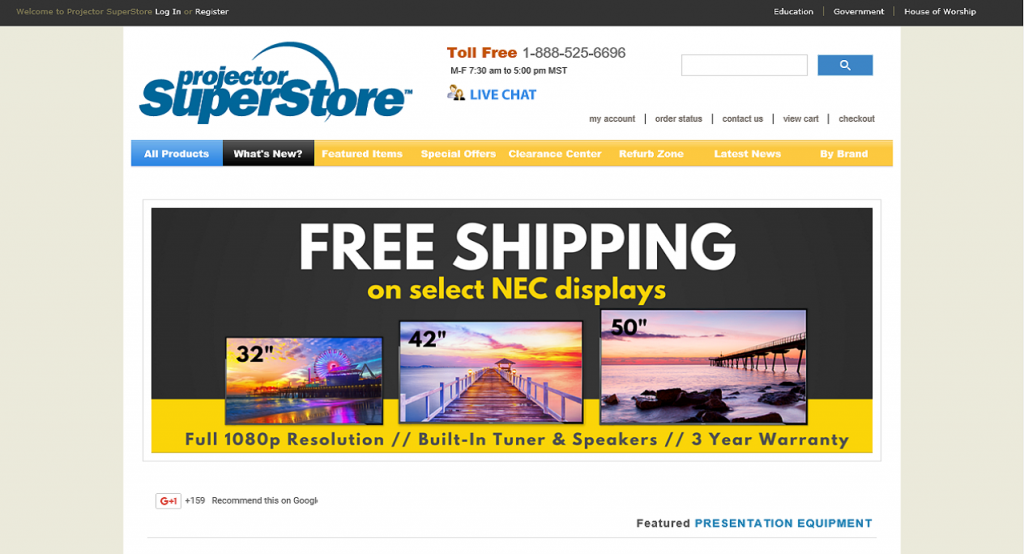 Welcome to Projector SuperStore Log In or Register
Education | Government | House of Worship
projector
SuperStore™
Toll Free 1-888-525-6696
M-F 7:30 am to 5:00 pm MST
LIVE CHAT
my account | order status | contact us | view cart | checkout
All Products What's New? Featured Items Special Offers Clearance Center Refurb Zone Latest News By Brand
FREE SHIPPING
on select NEC displays
32" 42" 50"
Full 1080p Resolution // Built-In Tuner & Speakers // 3 Year Warranty
G+1 +159 Recommend this on Googl
Featured PRESENTATION EQUIPMENT